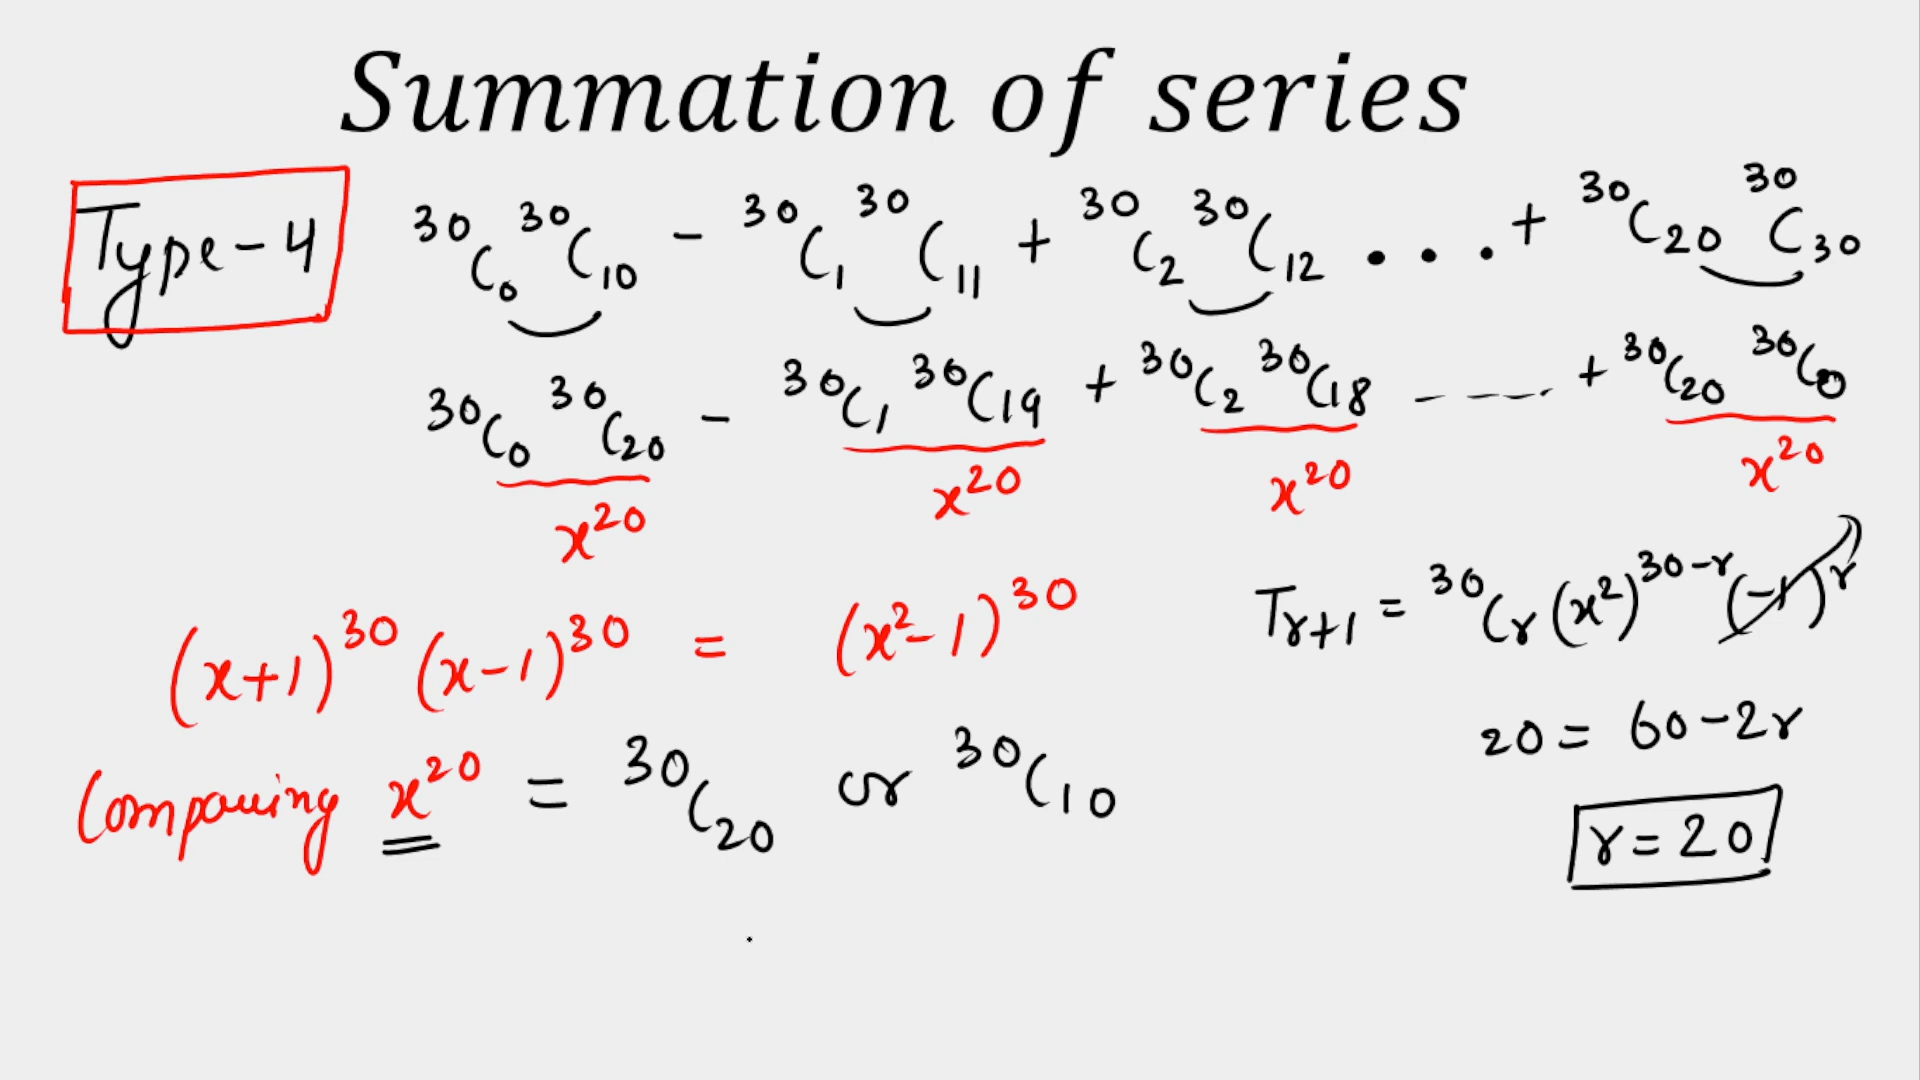 Summation of series
Type-4
³⁰C₀ ³⁰C₁₀ - ³⁰C₁ ³⁰C₁₁ + ³⁰C₂ ³⁰C₁₂ ... + ³⁰C₂₀ ³⁰C₃₀
³⁰C₀ ³⁰C₂₀ - ³⁰C₁ ³⁰C₁₉ + ³⁰C₂ ³⁰C₁₈ ----- + ³⁰C₂₀ ³⁰C₀
x²⁰ x²⁰ x²⁰ x²⁰
(x+1)³⁰ (x-1)³⁰ = (x²-1)³⁰
Tᵣ₊₁ = ³⁰Cᵣ (x²)³⁰⁻ʳ (-1)ʳ
20 = 60-2r
Comparing x²⁰ = ³⁰C₂₀ or ³⁰C₁₀
r = 20